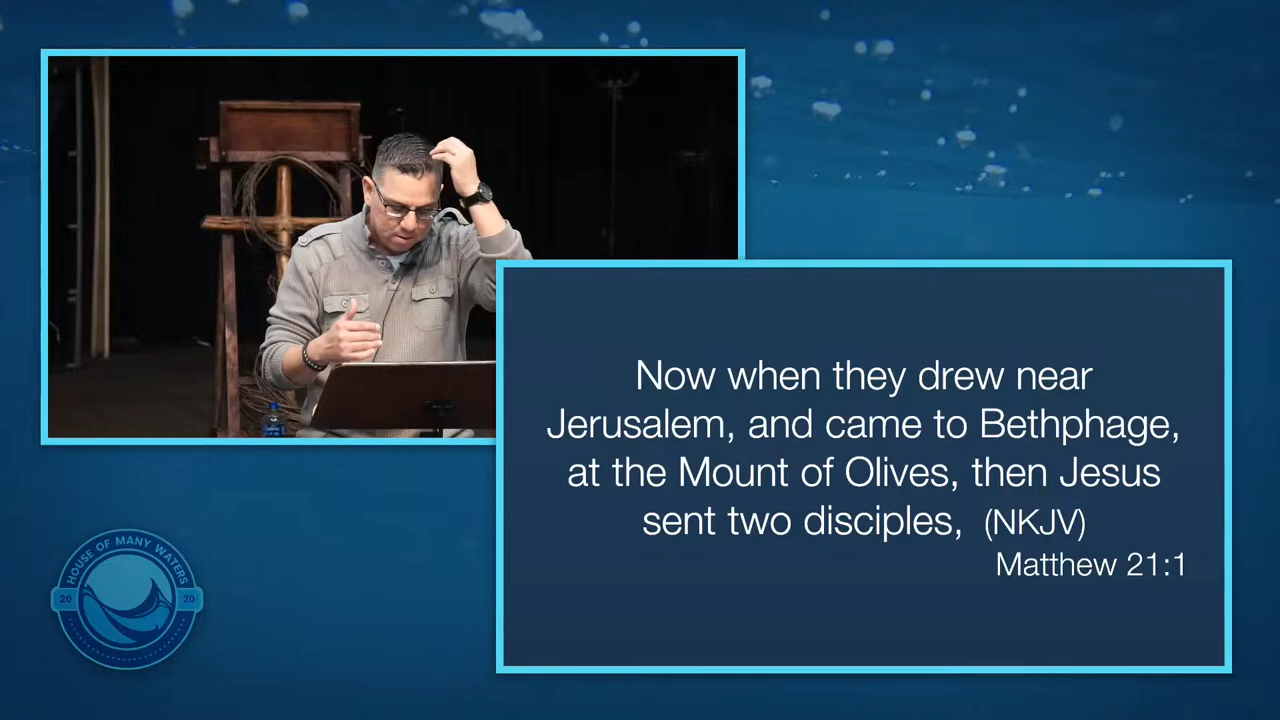 Now when they drew near
Jerusalem, and came to Bethphage,
at the Mount of Olives, then Jesus
sent two disciples, (NKJV)
Matthew 21:1
HOUSE OF MANY WATERS
20 20